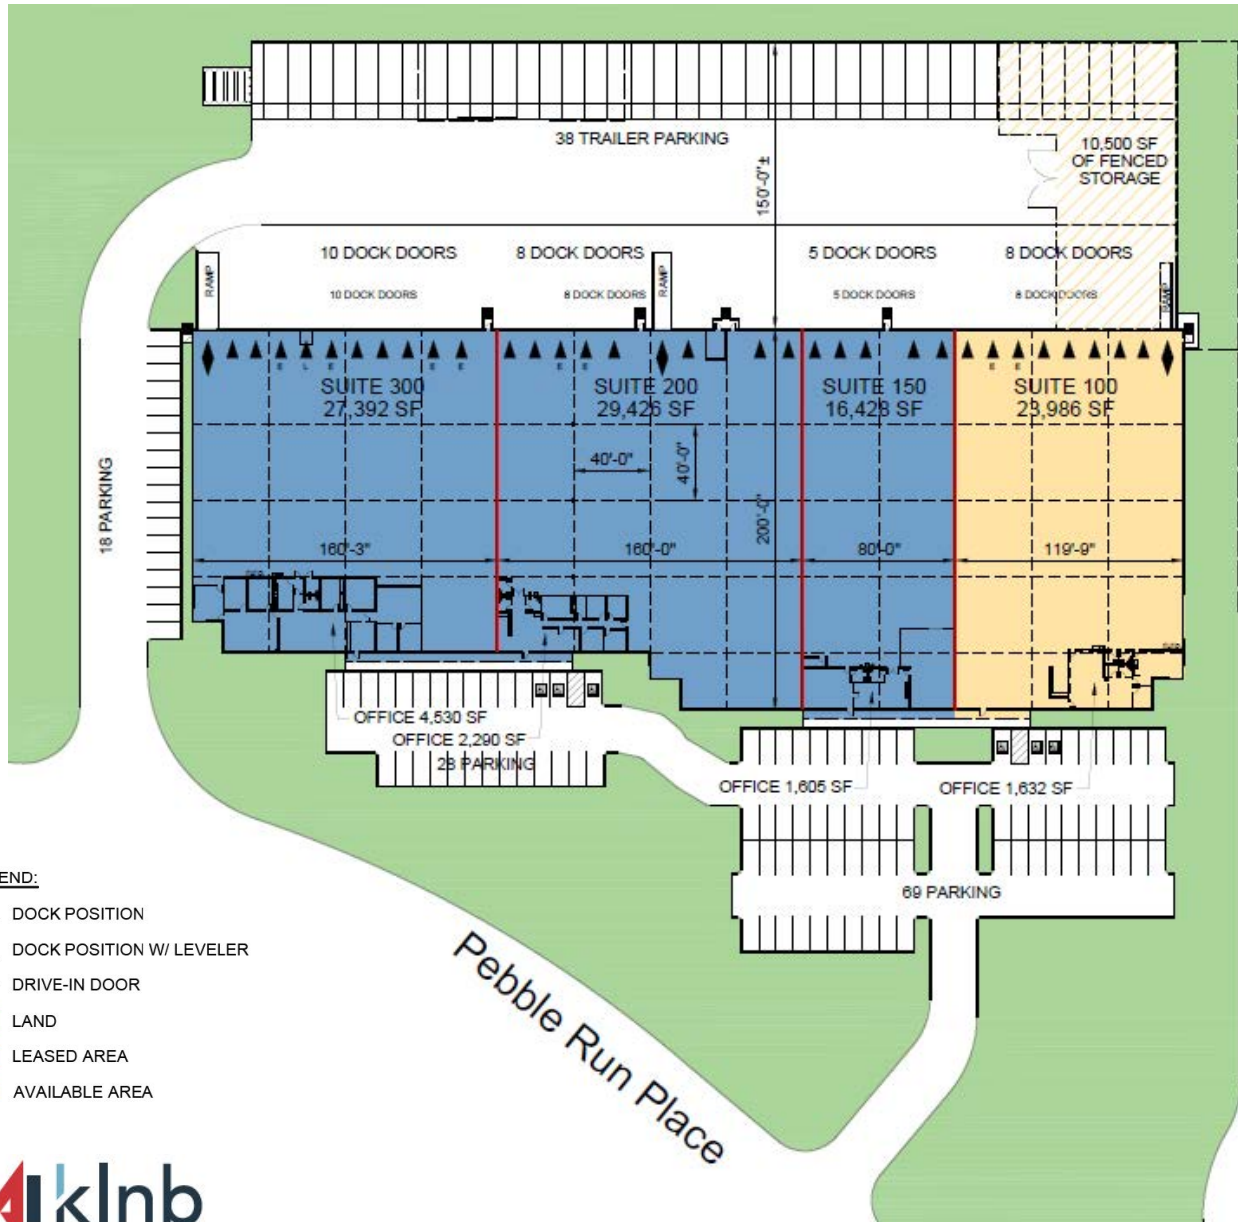 38 TRAILER PARKING
10,500 SF
OF FENCED
STORAGE
150'-0"±
10 DOCK DOORS
8 DOCK DOORS
5 DOCK DOORS
8 DOCK DOORS
RAMP
10 DOCK DOORS
8 DOCK DOORS
RAMP
5 DOCK DOORS
8 DOCK DOORS
RAMP
E L E E E
E E
E E
SUITE 300
27,392 SF
SUITE 200
29,426 SF
SUITE 150
16,428 SF
SUITE 100
23,986 SF
40'-0"
40'-0"
200'-0"
18 PARKING
160'-3"
160'-0"
80'-0"
119'-9"
OFFICE 4,530 SF
OFFICE 2,290 SF
28 PARKING
OFFICE 1,605 SF
OFFICE 1,632 SF
69 PARKING
Pebble Run Place
END:
DOCK POSITION
DOCK POSITION W/ LEVELER
DRIVE-IN DOOR
LAND
LEASED AREA
AVAILABLE AREA
klnb